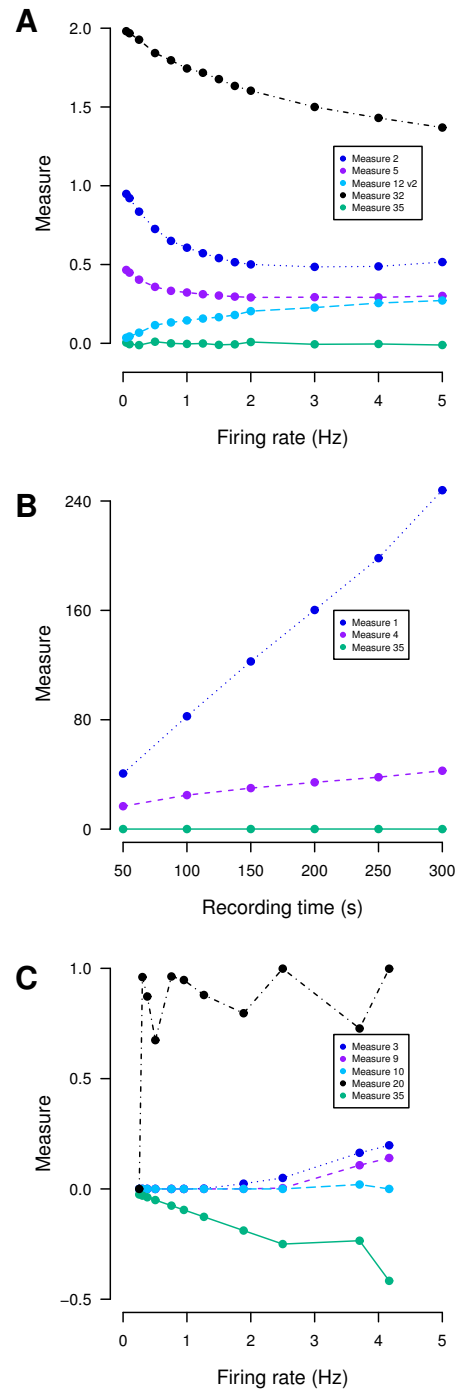 A
2.0
1.5
1.0
0.5
0.0
Measure
Measure 2
Measure 5
Measure 12 v2
Measure 32
Measure 35
0 1 2 3 4 5
Firing rate (Hz)
B
240
160
80
0
Measure
Measure 1
Measure 4
Measure 35
50 100 150 200 250 300
Recording time (s)
C
1.0
0.5
0.0
−0.5
Measure
Measure 3
Measure 9
Measure 10
Measure 20
Measure 35
0 1 2 3 4 5
Firing rate (Hz)